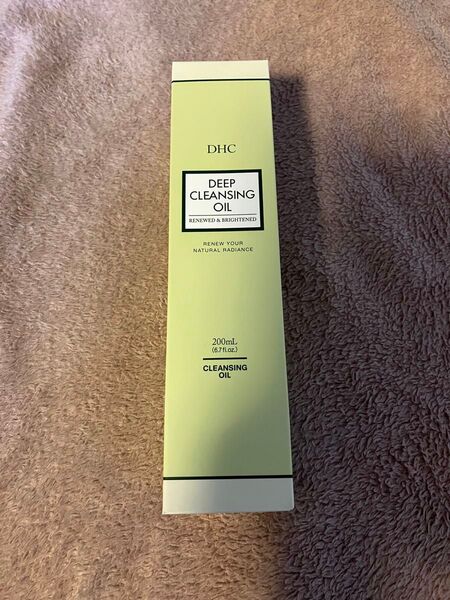 DHC
DEEP
CLEANSING
OIL
RENEWED & BRIGHTENED
RENEW YOUR
NATURAL RADIANCE
200mL
(6.7fl.oz.)
CLEANSING
OIL